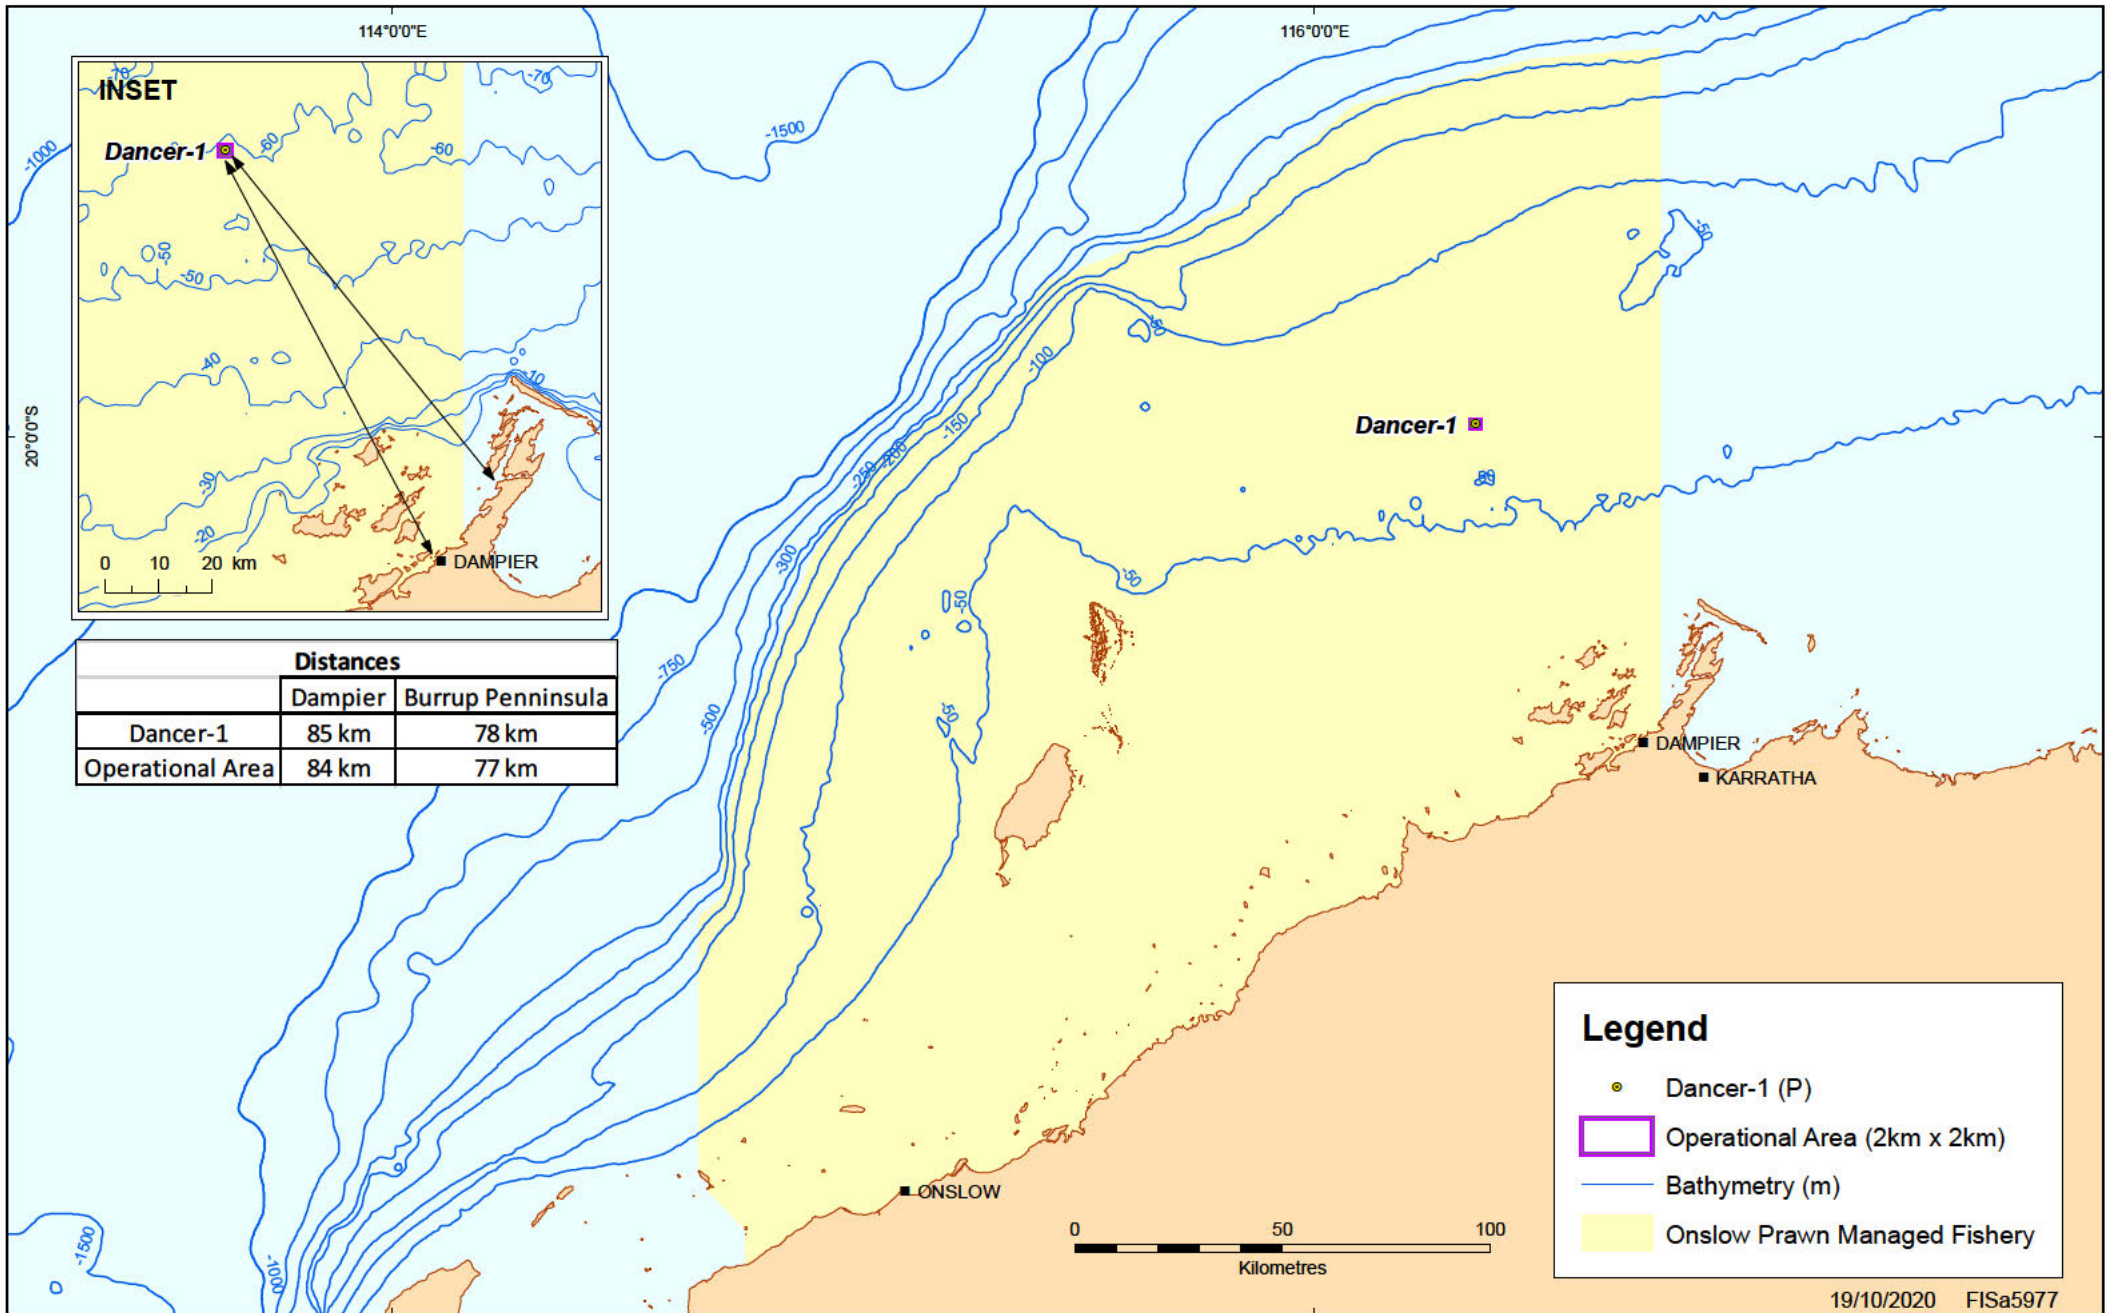 114°0'0"E
116°0'0"E
20°0'0"S
INSET
-70
-70
Dancer-1
-60
-60
-50
-50
-40
-10
-30
-20
0 10 20 km
DAMPIER
Distances
Dampier Burrup Penninsula
Dancer-1 85 km 78 km
Operational Area 84 km 77 km
-1000
-1500
-50
-50
-100
-150
-200
-250
-300
Dancer-1
-50
-50
-50
-750
-500
-50
DAMPIER
KARRATHA
ONSLOW
-1500
-1000
0 50 100
Kilometres
Legend
Dancer-1 (P)
Operational Area (2km x 2km)
Bathymetry (m)
Onslow Prawn Managed Fishery
19/10/2020 FISa5977